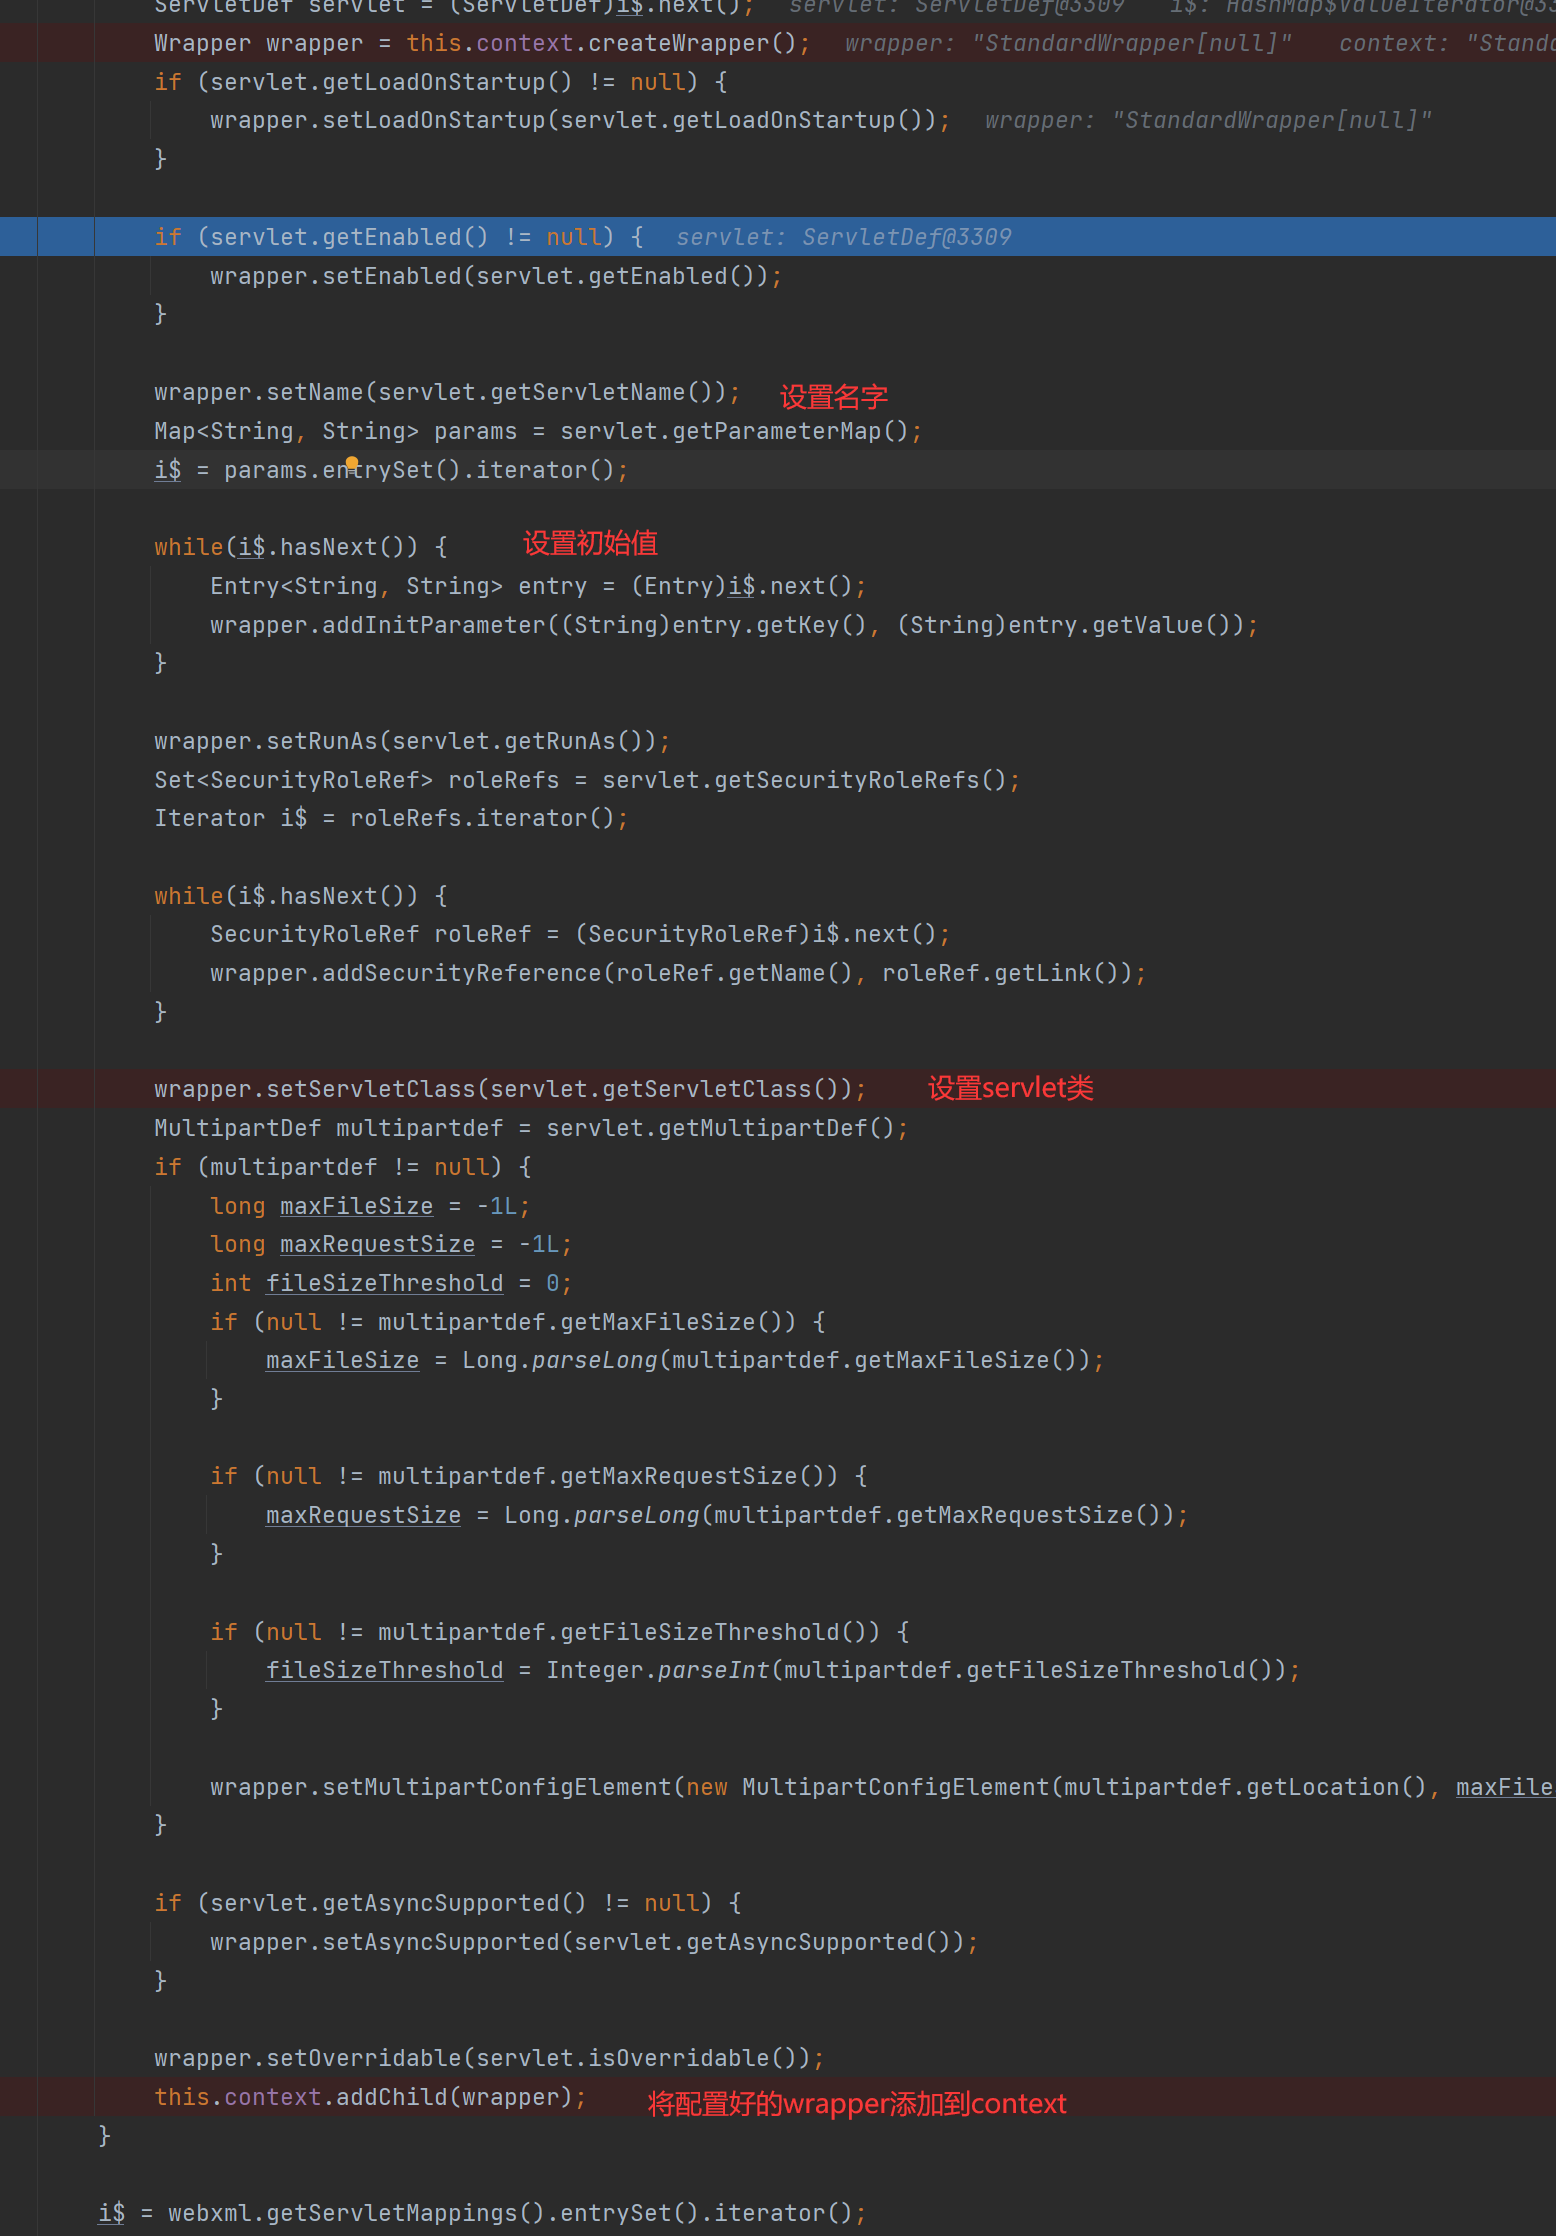 ServletDef servlet = (ServletDef)i$.next();  servlet: ServletDef@3309  i$: HashMap$ValueIterator@33
Wrapper wrapper = this.context.createWrapper();  wrapper: "StandardWrapper[null]"  context: "Standa
if (servlet.getLoadOnStartup() != null) {
wrapper.setLoadOnStartup(servlet.getLoadOnStartup());  wrapper: "StandardWrapper[null]"
}
if (servlet.getEnabled() != null) {  servlet: ServletDef@3309
wrapper.setEnabled(servlet.getEnabled());
}
wrapper.setName(servlet.getServletName());  设置名字
Map<String, String> params = servlet.getParameterMap();
i$ = params.entrySet().iterator();
while(i$.hasNext()) {  设置初始值
Entry<String, String> entry = (Entry)i$.next();
wrapper.addInitParameter((String)entry.getKey(), (String)entry.getValue());
}
wrapper.setRunAs(servlet.getRunAs());
Set<SecurityRoleRef> roleRefs = servlet.getSecurityRoleRefs();
Iterator i$ = roleRefs.iterator();
while(i$.hasNext()) {
SecurityRoleRef roleRef = (SecurityRoleRef)i$.next();
wrapper.addSecurityReference(roleRef.getName(), roleRef.getLink());
}
wrapper.setServletClass(servlet.getServletClass());  设置servlet类
MultipartDef multipartdef = servlet.getMultipartDef();
if (multipartdef != null) {
long maxFileSize = -1L;
long maxRequestSize = -1L;
int fileSizeThreshold = 0;
if (null != multipartdef.getMaxFileSize()) {
maxFileSize = Long.parseLong(multipartdef.getMaxFileSize());
}
if (null != multipartdef.getMaxRequestSize()) {
maxRequestSize = Long.parseLong(multipartdef.getMaxRequestSize());
}
if (null != multipartdef.getFileSizeThreshold()) {
fileSizeThreshold = Integer.parseInt(multipartdef.getFileSizeThreshold());
}
wrapper.setMultipartConfigElement(new MultipartConfigElement(multipartdef.getLocation(), maxFile
}
if (servlet.getAsyncSupported() != null) {
wrapper.setAsyncSupported(servlet.getAsyncSupported());
}
wrapper.setOverridable(servlet.isOverridable());
this.context.addChild(wrapper);  将配置好的wrapper添加到context
}
i$ = webxml.getServletMappings().entrySet().iterator();